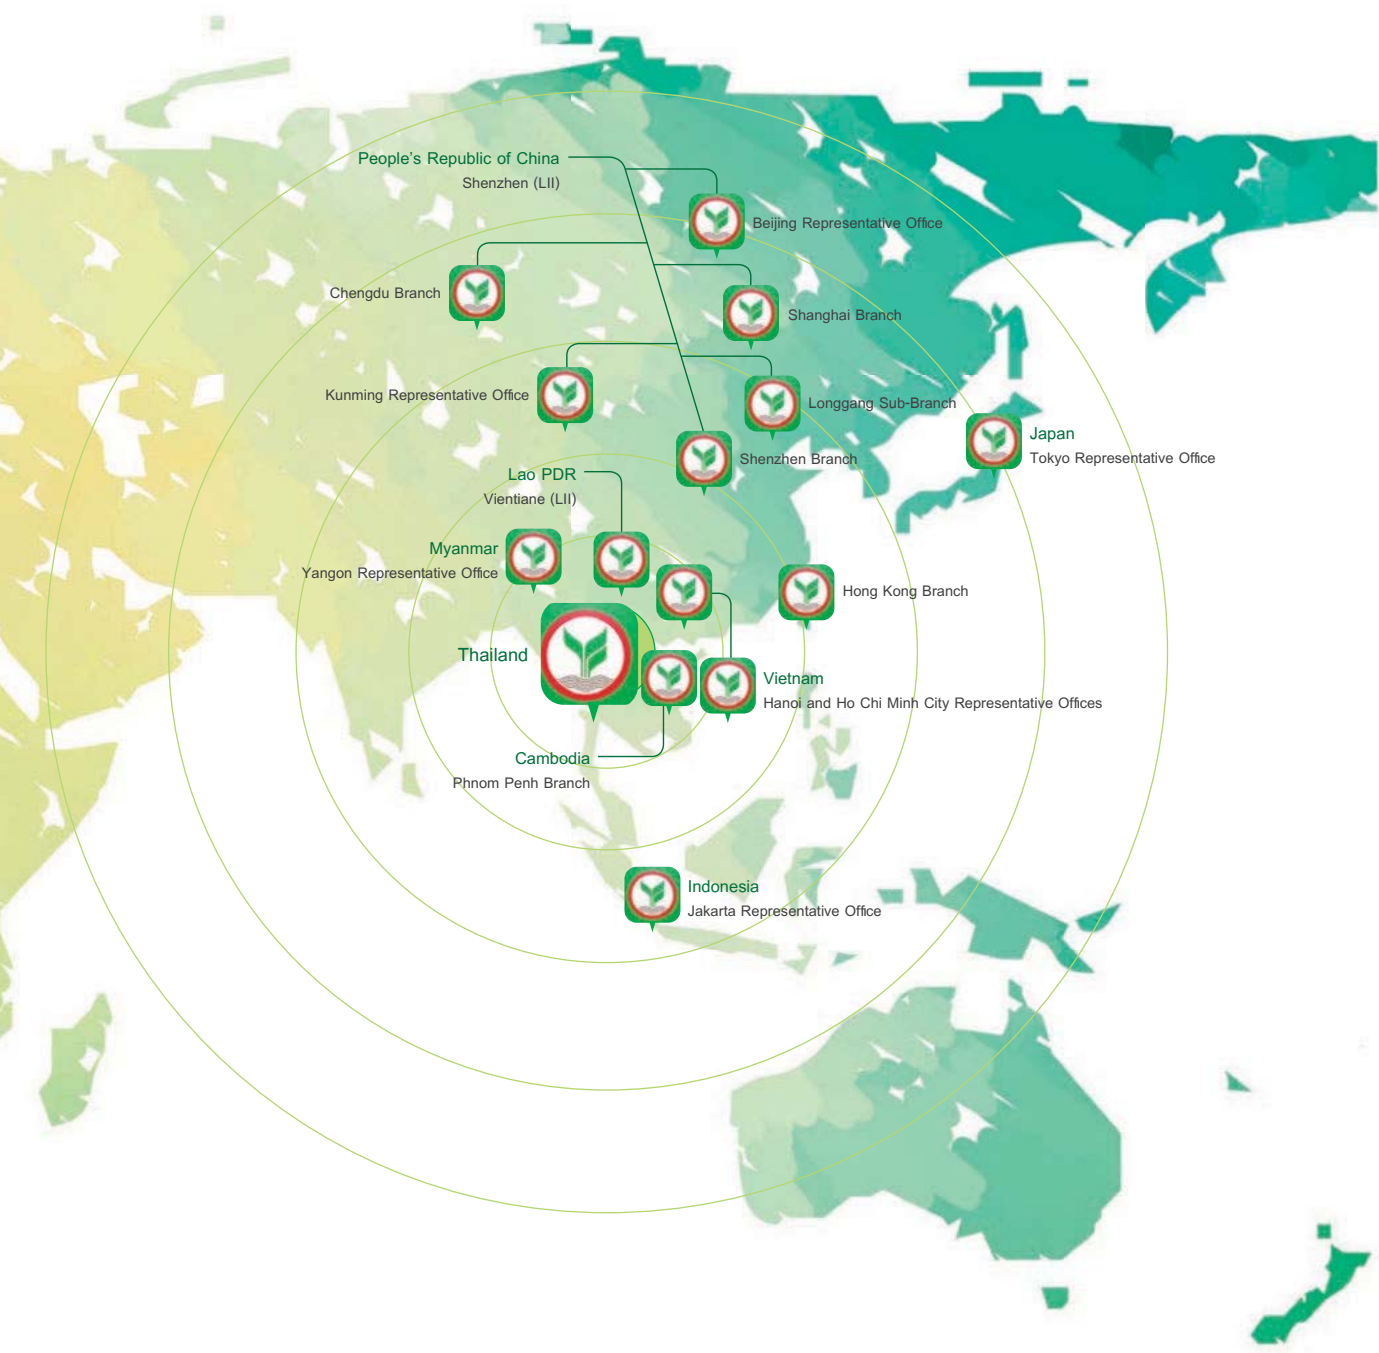 People's Republic of China
Shenzhen (LII)
Beijing Representative Office
Chengdu Branch
Shanghai Branch
Kunming Representative Office
Longgang Sub-Branch
Japan
Tokyo Representative Office
Shenzhen Branch
Lao PDR
Vientiane (LII)
Myanmar
Yangon Representative Office
Hong Kong Branch
Thailand
Vietnam
Hanoi and Ho Chi Minh City Representative Offices
Cambodia
Phnom Penh Branch
Indonesia
Jakarta Representative Office